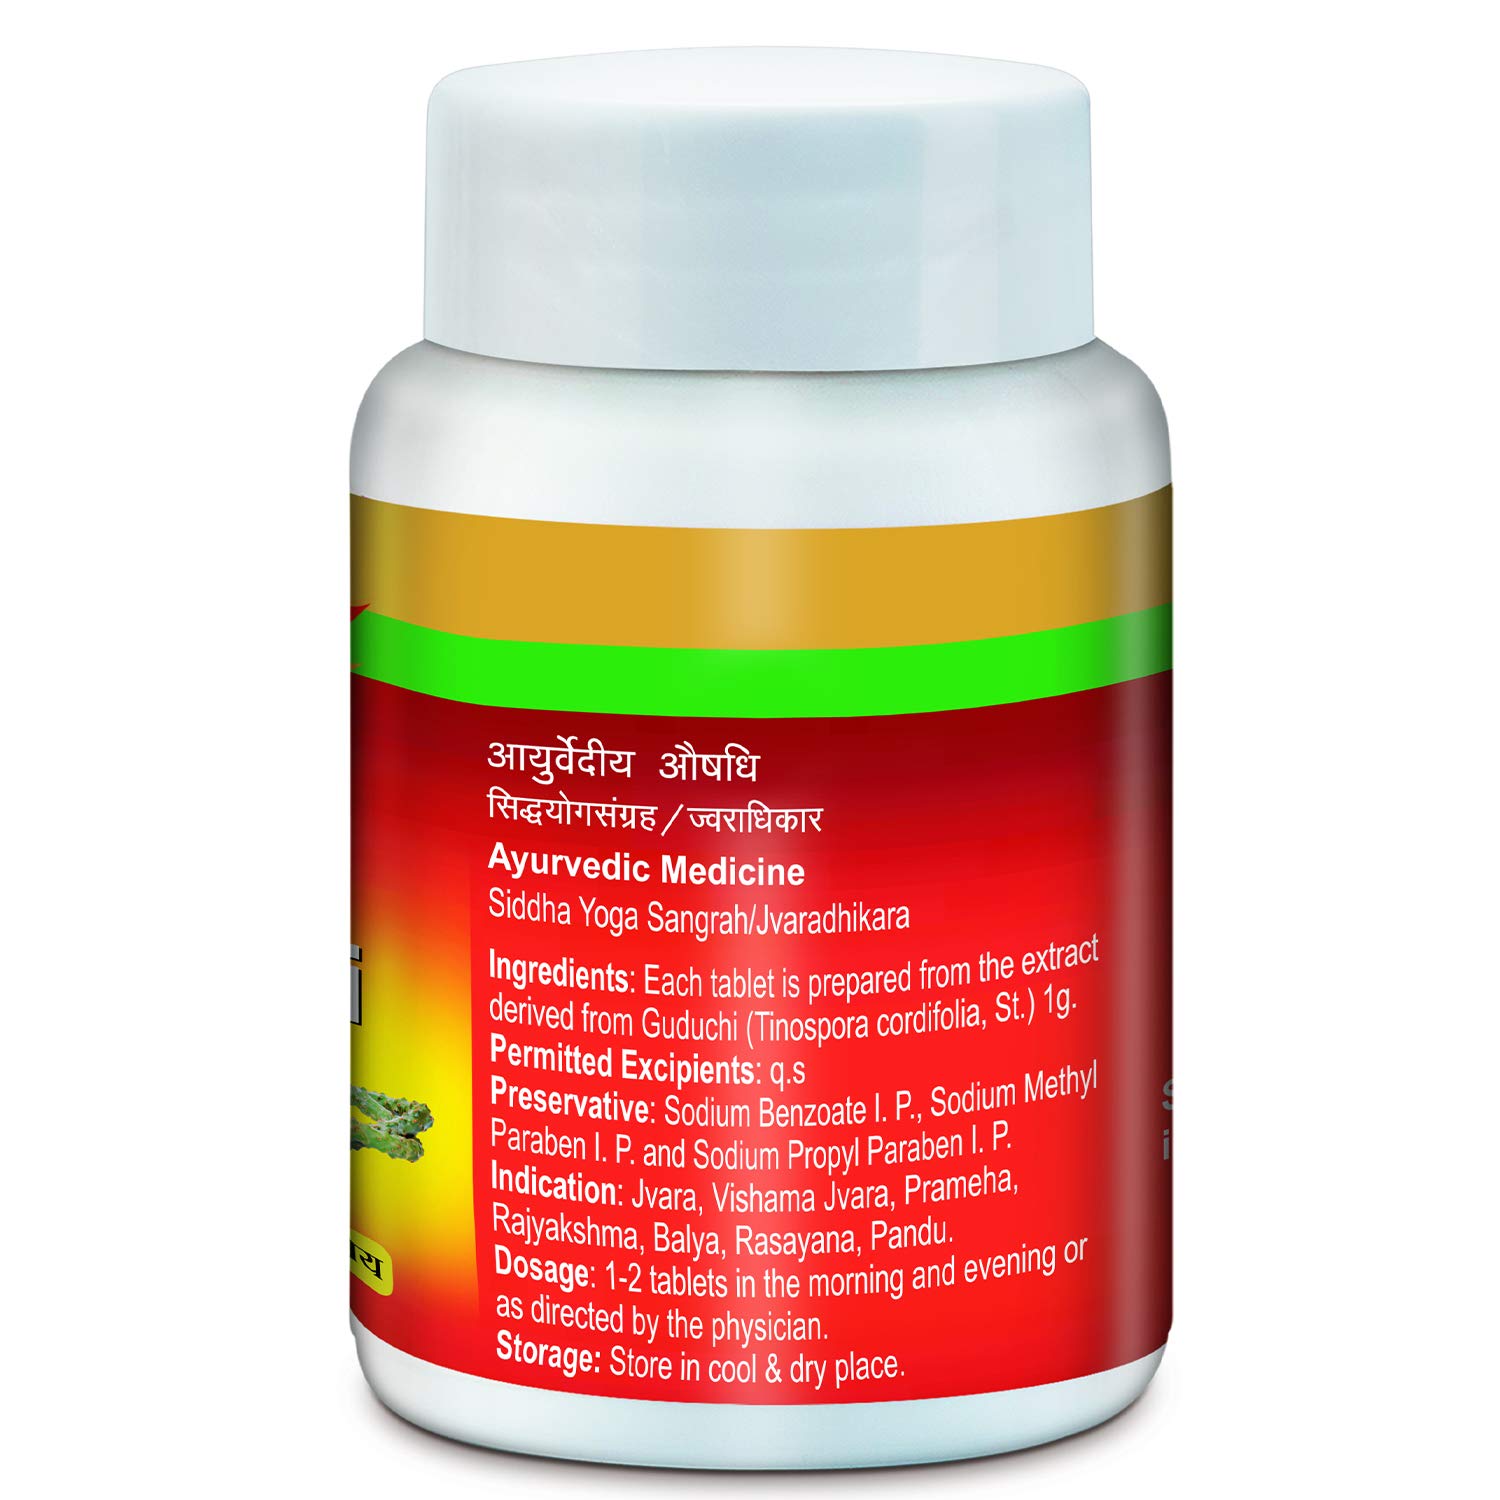 आयुर्वेदीय औषधि
सिद्धयोगसंग्रह/ज्वराधिकार
Ayurvedic Medicine
Siddha Yoga Sangrah/Jvaradhikara
Ingredients: Each tablet is prepared from the extract
derived from Guduchi (Tinospora cordifolia, St.) 1g.
Permitted Excipients: q.s
Preservative: Sodium Benzoate I. P., Sodium Methyl
Paraben I. P. and Sodium Propyl Paraben I. P.
Indication: Jvara, Vishama Jvara, Prameha,
Rajyakshma, Balya, Rasayana, Pandu.
Dosage: 1-2 tablets in the morning and evening or
as directed by the physician.
Storage: Store in cool & dry place.